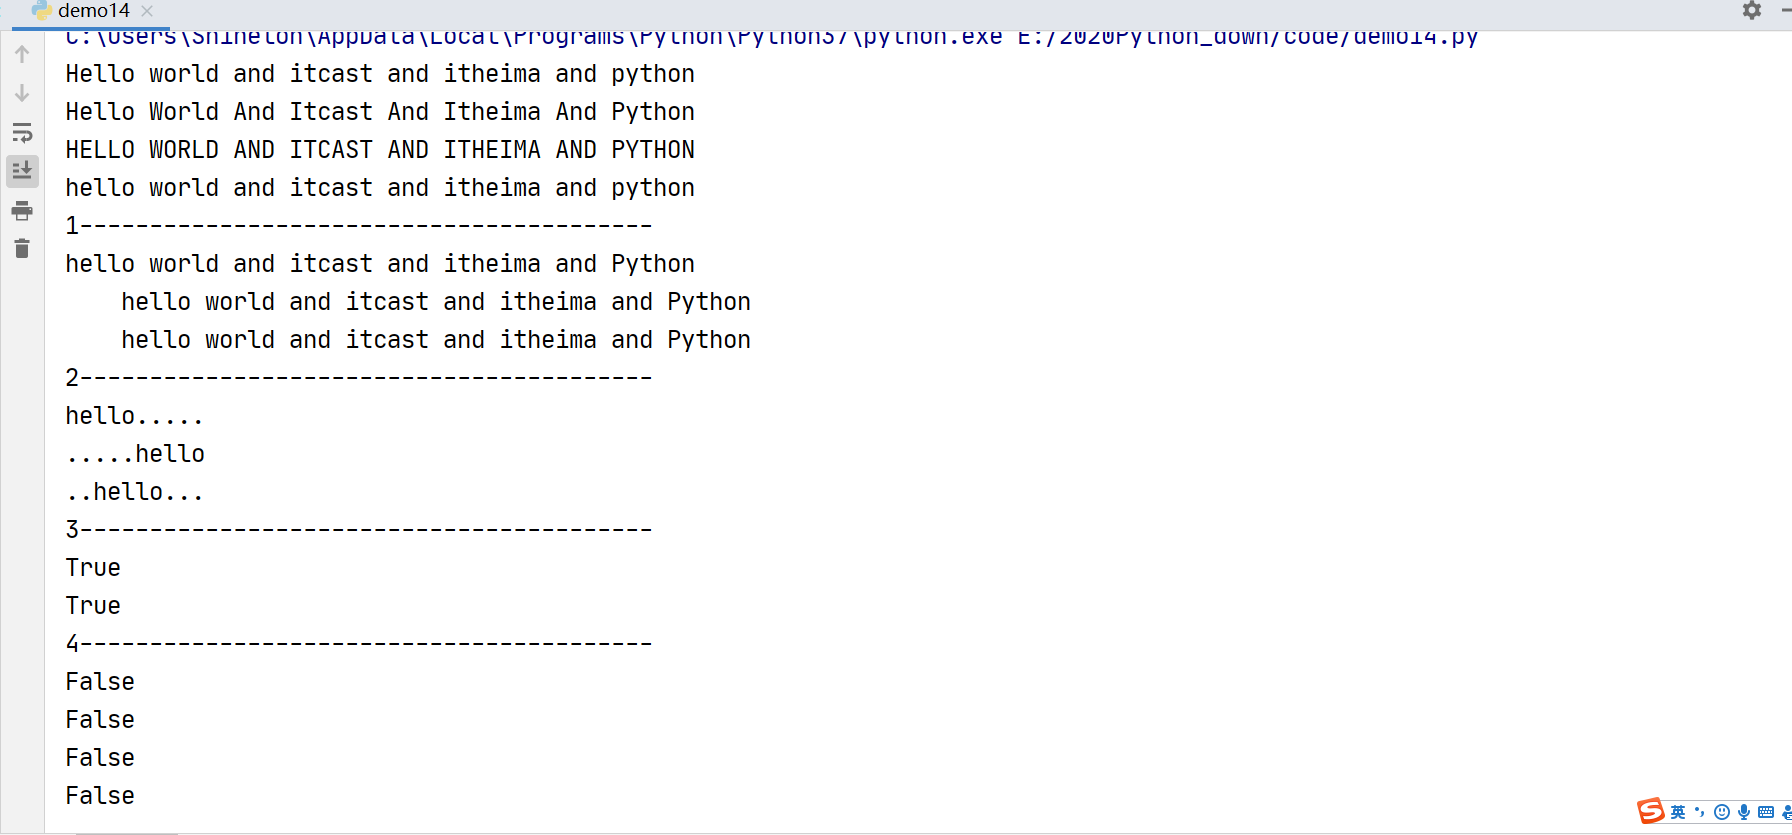 demo14
C:\Users\Shinelon\AppData\Local\Programs\Python\Python37\python.exe E:/2020Python_down/code/demo14.py
Hello world and itcast and itheima and python
Hello World And Itcast And Itheima And Python
HELLO WORLD AND ITCAST AND ITHEIMA AND PYTHON
hello world and itcast and itheima and python
1-----------------------------------------
hello world and itcast and itheima and Python
    hello world and itcast and itheima and Python
    hello world and itcast and itheima and Python
2-----------------------------------------
hello.....
.....hello
..hello...
3-----------------------------------------
True
True
4-----------------------------------------
False
False
False
False
S 英